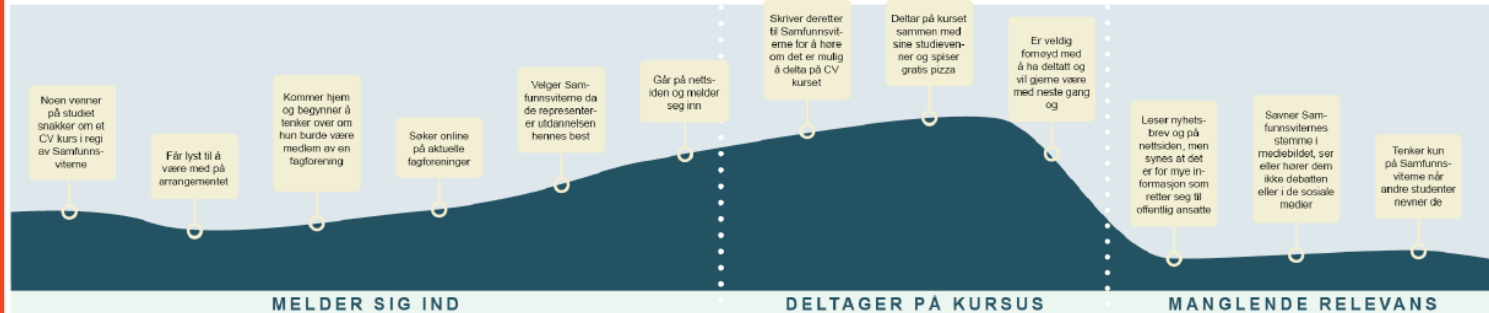 Noen venner
på studiet
snakker om et
CV kurs i regi
av Samfunns-
viterne
Får lyst til å
være med på
arrangementet
Kommer hjem
og begynner å
tenker over om
hun burde være
medlem av en
fagforening
Søker online
på aktuelle
fagforeninger
Velger Sam-
funnsviterne da
de representer-
er utdannelsen
hennes best
Går på netts-
iden og melder
seg inn
Skriver deretter
til Samfunnsvit-
erne for å høre
om det er mulig
å delta på CV
kurset
Deltar på kurset
sammen med
sine studieven-
ner og spiser
gratis pizza
Er veldig
fornøyd med
å ha deltatt og
vil gjerne være
med neste gang
og
Leser nyhets-
brev og på
nettsiden, men
synes at det
er for mye in-
formasjon som
retter seg til
offentlig ansatte
Savner Sam-
funnsviternes
stemme i
mediebildet, ser
eller hører dem
ikke debatten
eller i de sosiale
medier
Tenker kun
på Samfunns-
viterne når
andre studenter
nevner de
MELDER SIG IND
DELTAGER PÅ KURSUS
MANGLENDE RELEVANS